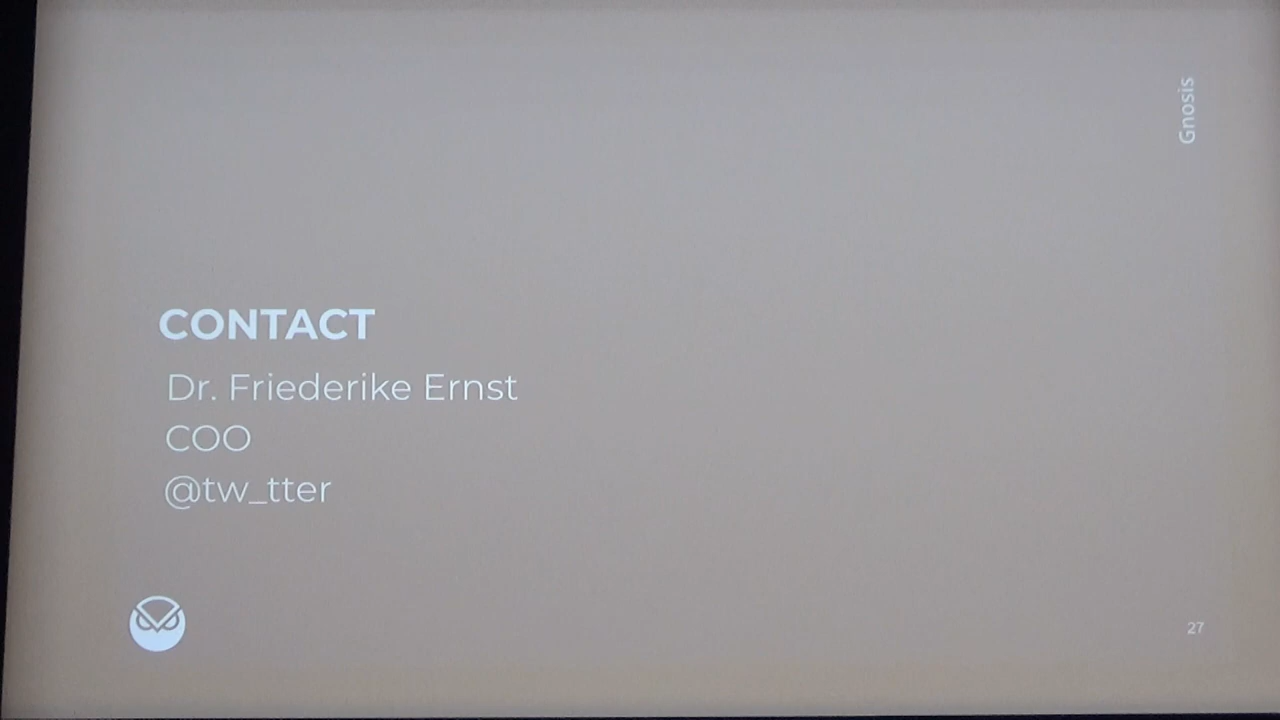 Gnosis
CONTACT
Dr. Friederike Ernst
COO
@tw_tter
27